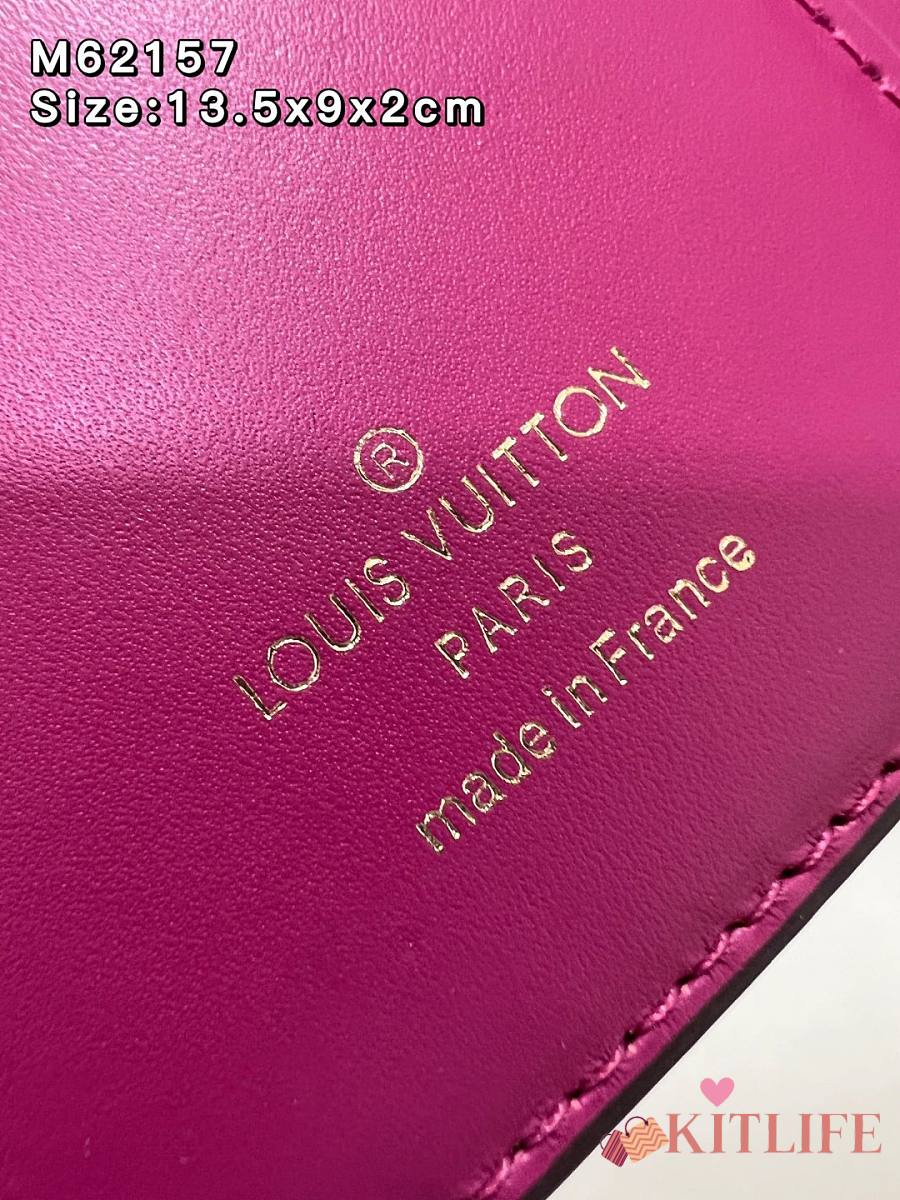 M62157
Size:13.5x9x2cm
®
LOUIS VUITTON
PARIS
made in France
KITLIFE